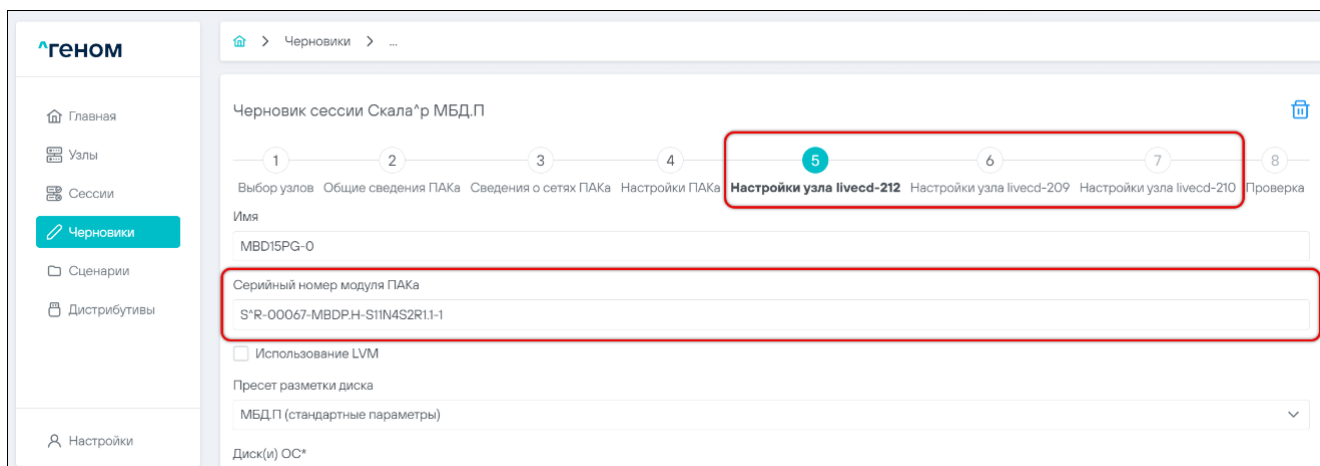 ^геном
Черновики > ...
Главная
Узлы
Сессии
Черновики
Сценарии
Дистрибутивы
Настройки
Черновик сессии Скала^р МБД.П
1 2 3 4 5 6 7 8
Выбор узлов Общие сведения ПАКа Сведения о сетях ПАКа Настройки ПАКа Настройки узла livecd-212 Настройки узла livecd-209 Настройки узла livecd-210 Проверка
Имя
MBD15PG-0
Серийный номер модуля ПАКа
S^R-00067-MBDP.H-S11N4S2R1.1-1
Использование LVM
Пресет разметки диска
МБД.П (стандартные параметры)
Диск(и) ОС*